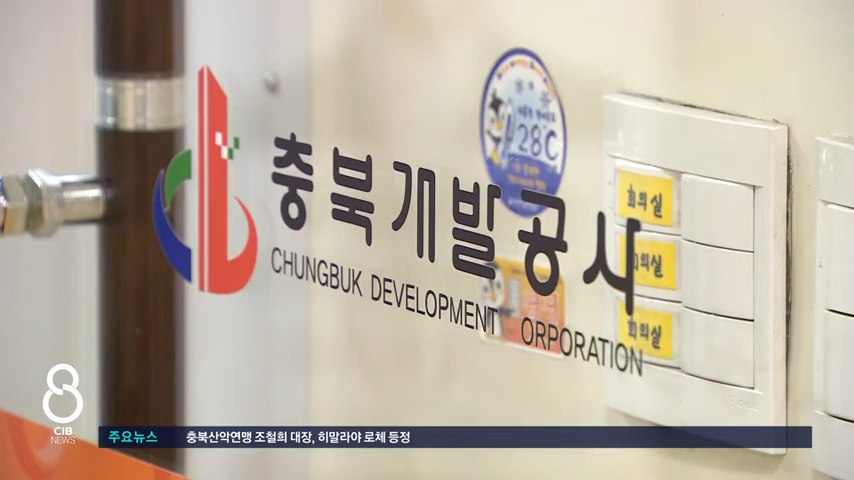 충북개발공사
CHUNGBUK DEVELOPMENT ORPORATION
28℃
회의실
회의실
회의실
8
CJB
NEWS
주요뉴스 충북산악연맹 조철희 대장, 히말라야 로체 등정